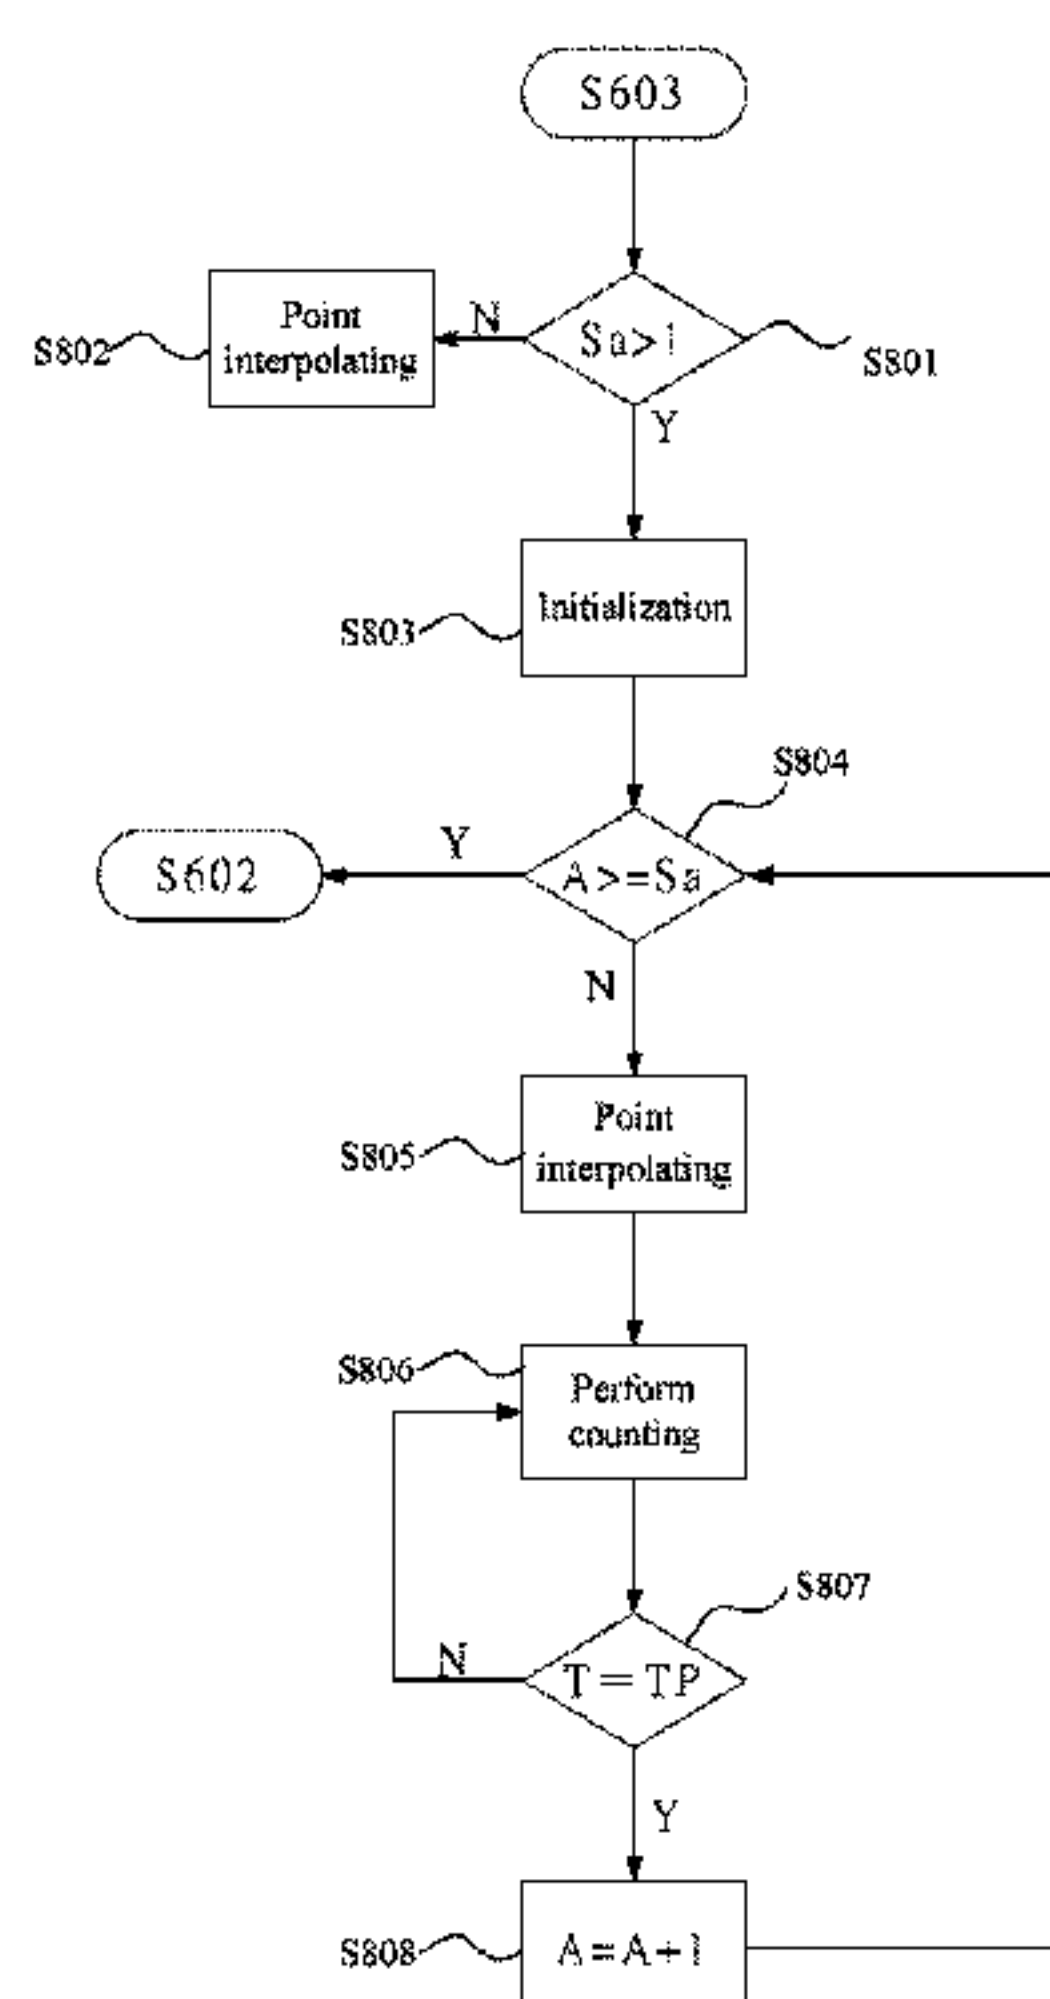 S603
Point
interpolating
N
Sa>1
S802
S801
Y
Initialization
S803
S804
Y
S602
A>=Sa
N
Point
interpolating
S805
S806
Perform
counting
S807
N
T=TP
Y
S808
A=A+1